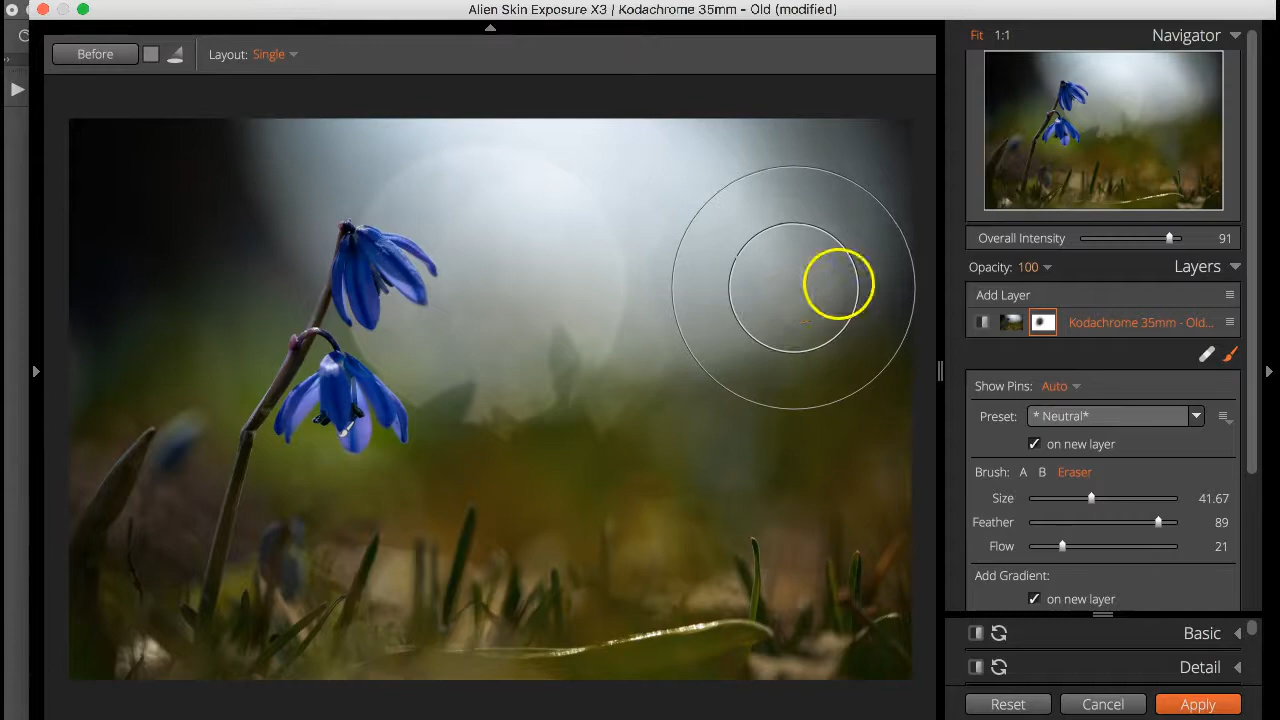 Alien Skin Exposure X3 | Kodachrome 35mm - Old (modified)
Before
Layout: Single
Fit 1:1 Navigator
Overall Intensity 91
Opacity: 100 Layers
Add Layer
Kodachrome 35mm - Old...
Show Pins: Auto
Preset: * Neutral*
on new layer
Brush: A B Eraser
Size 41.67
Feather 89
Flow 21
Add Gradient:
on new layer
Basic
Detail
Reset Cancel Apply